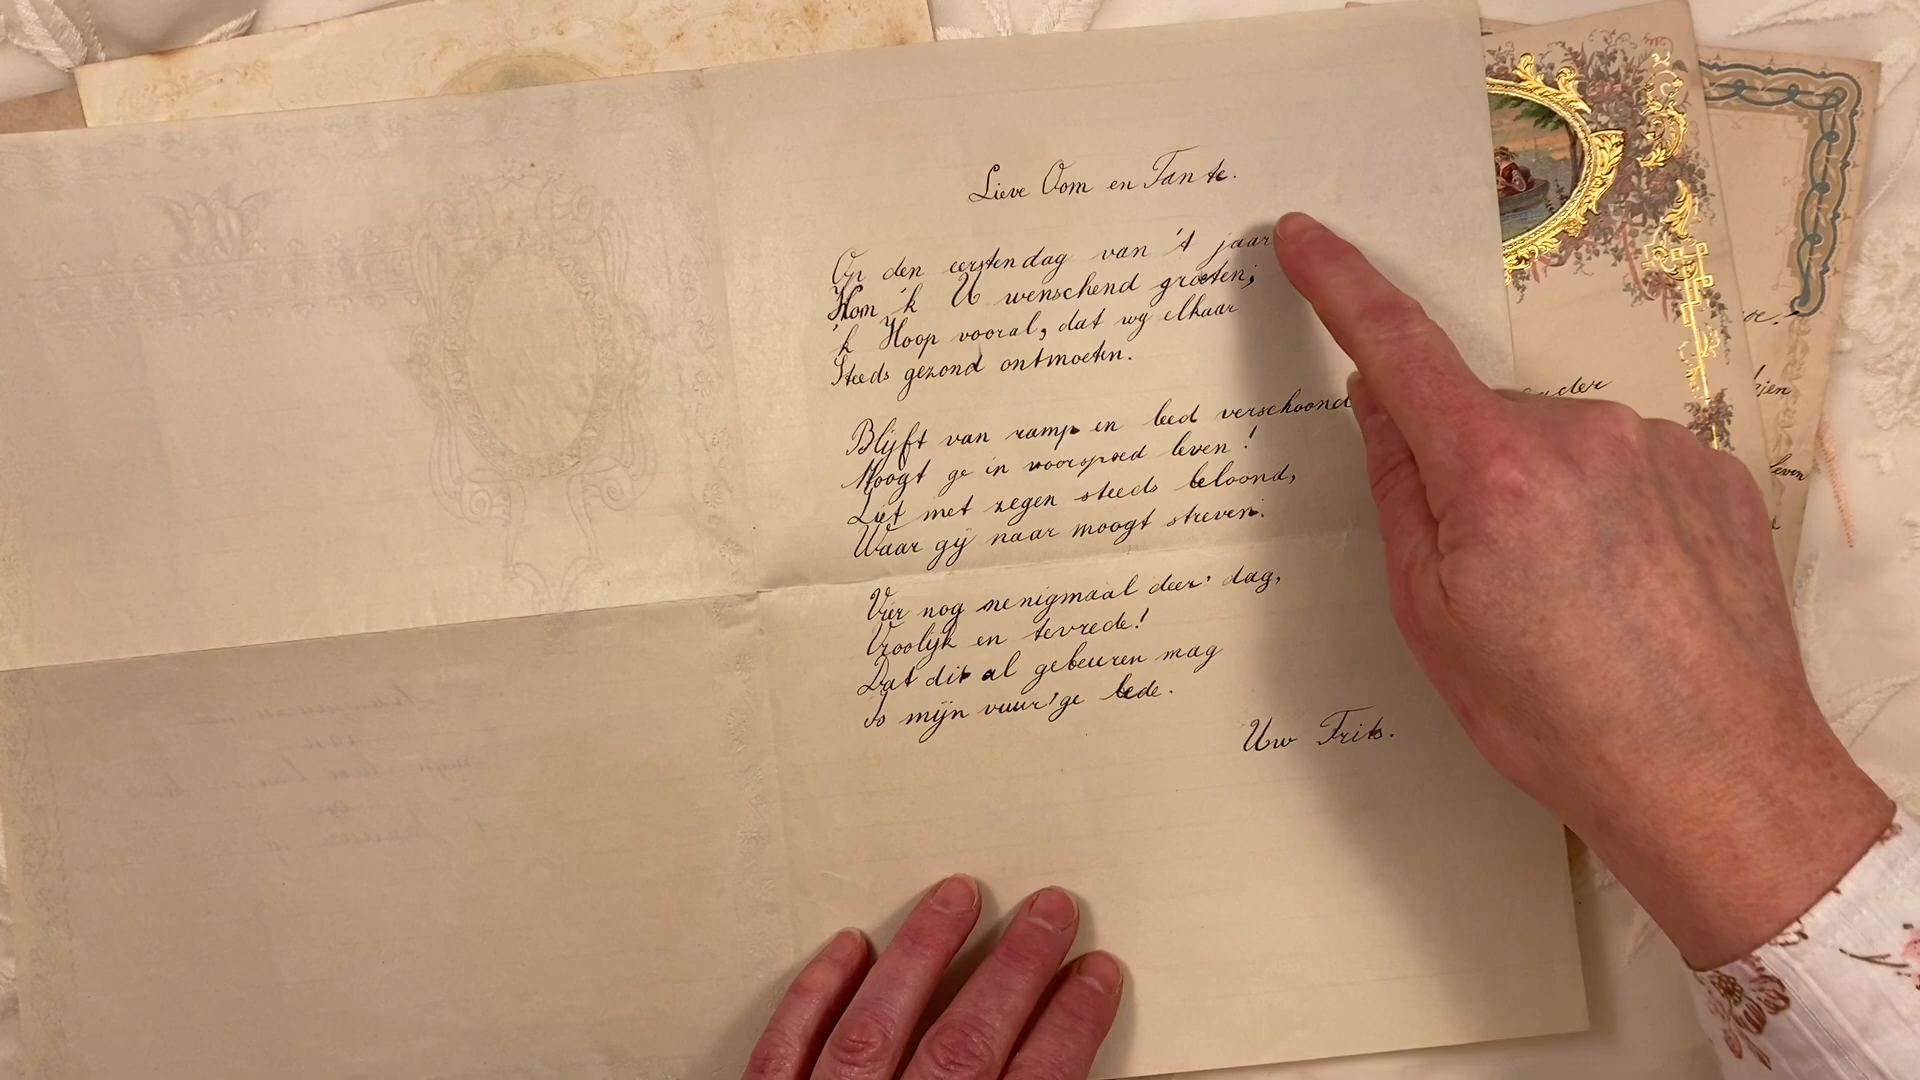 Lieve Oom en Tante.
Op den eersten dag van 't jaar
Kom 'k U wenschend groeten;
'k Hoop vooral, dat wij elkaar
Steeds gezond ontmoeten.
Blijft van ramp en leed verschoond
Moogt ge in voorspoed leven!
Ziet met zegen steeds beloond,
Waar gij naar moogt streven.
Vier nog menigmaal deez' dag,
Vroolijk en tevrede!
Dat dit al gebeuren mag
Is mijn vuur'ge bede.
Uw Frits.
leven